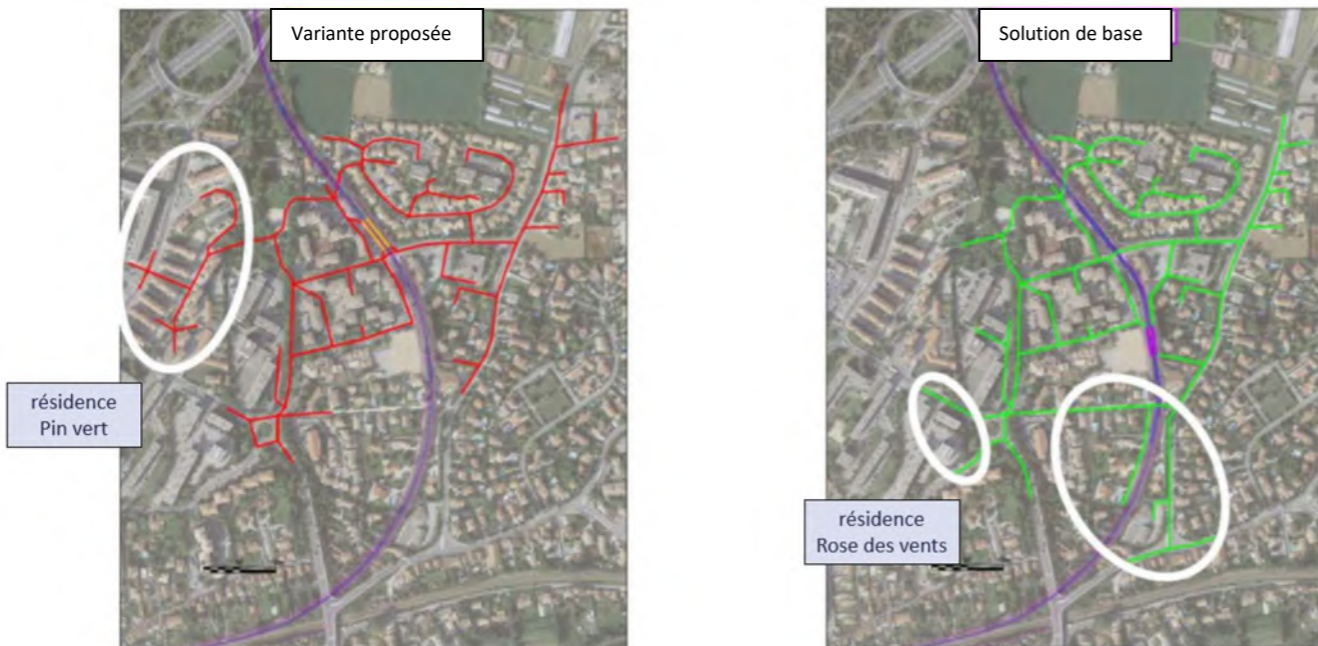 Variante proposée
Solution de base
résidence
Pin vert
résidence
Rose des vents